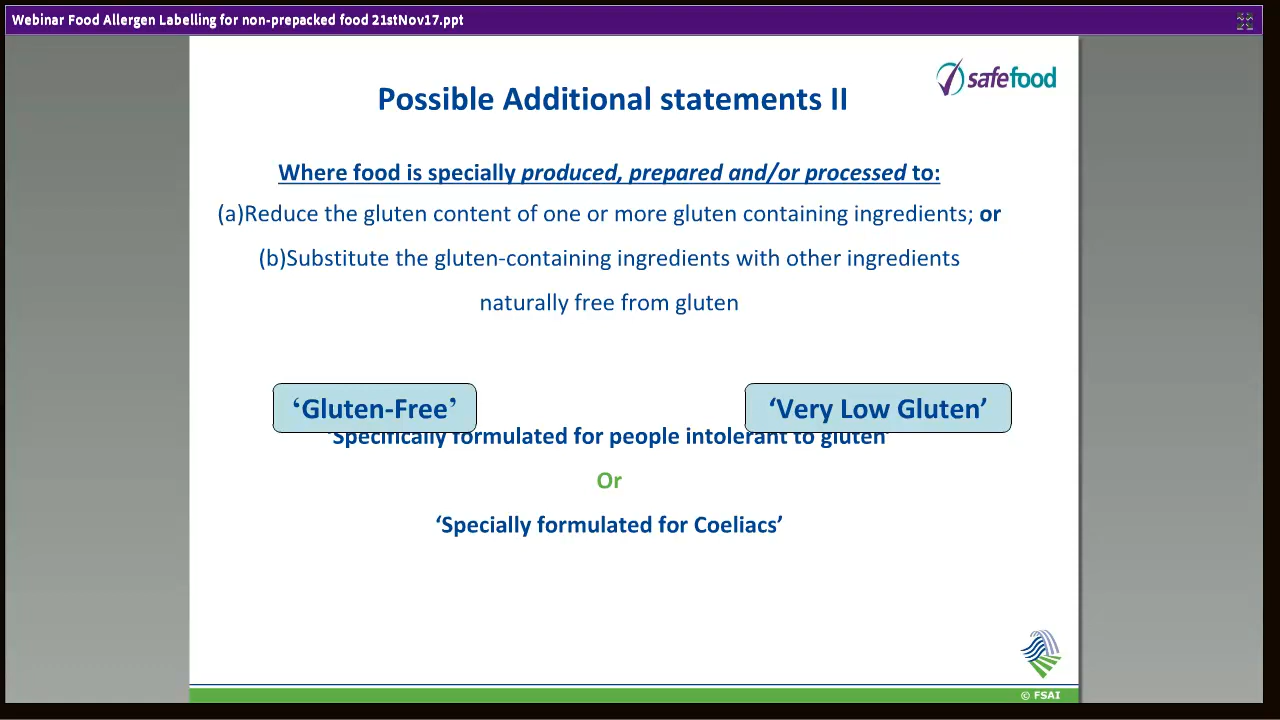 Webinar Food Allergen Labelling for non-prepacked food 21stNov17.ppt
safefood
Possible Additional statements II
Where food is specially produced, prepared and/or processed to:
(a)Reduce the gluten content of one or more gluten containing ingredients; or
(b)Substitute the gluten-containing ingredients with other ingredients
naturally free from gluten
‘Gluten-Free’
‘Very Low Gluten’
‘Specifically formulated for people intolerant to gluten’
Or
‘Specially formulated for Coeliacs’
© FSAI